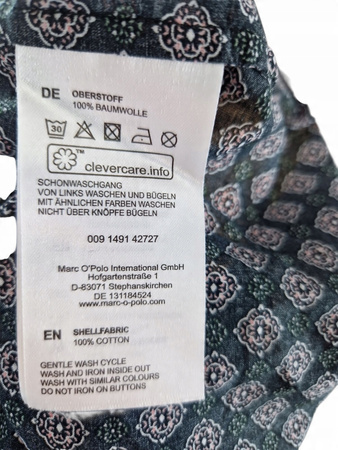 DE OBERSTOFF
100% BAUMWOLLE
30
™ clevercare.info
SCHONWASCHGANG
VON LINKS WASCHEN UND BÜGELN
MIT ÄHNLICHEN FARBEN WASCHEN
NICHT ÜBER KNÖPFE BÜGELN
009 1491 42727
Marc O'Polo International GmbH
Hofgartenstraße 1
D-83071 Stephanskirchen
DE 131184524
www.marc-o-polo.com
EN SHELLFABRIC
100% COTTON
GENTLE WASH CYCLE
WASH AND IRON INSIDE OUT
WASH WITH SIMILAR COLOURS
DO NOT IRON ON BUTTONS